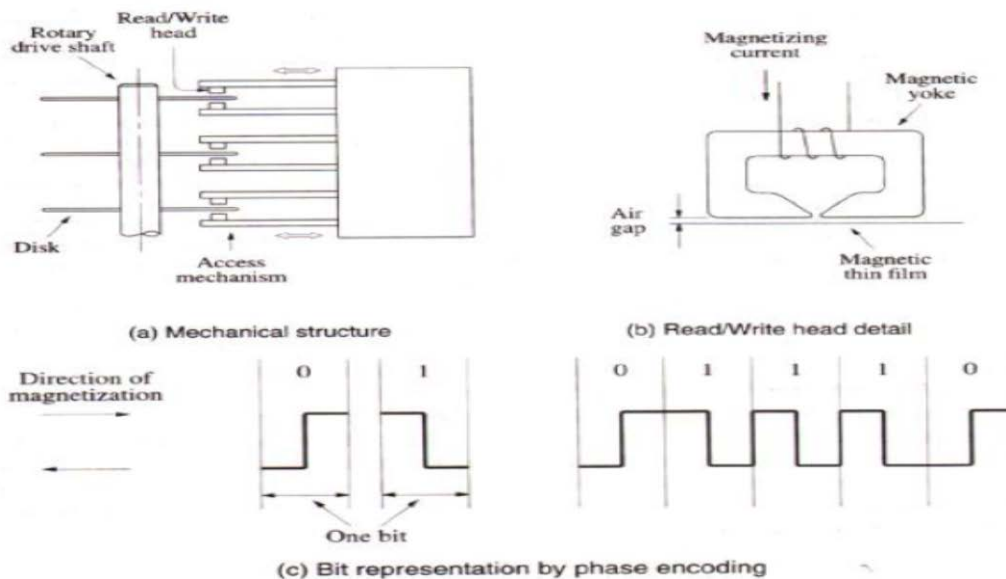 Rotary
drive shaft
Read/Write
head
Disk
Access
mechanism
(a) Mechanical structure
Magnetizing
current
Magnetic
yoke
Air
gap
Magnetic
thin film
(b) Read/Write head detail
Direction of
magnetization
0 1
One bit
0 1 1 1 0
(c) Bit representation by phase encoding